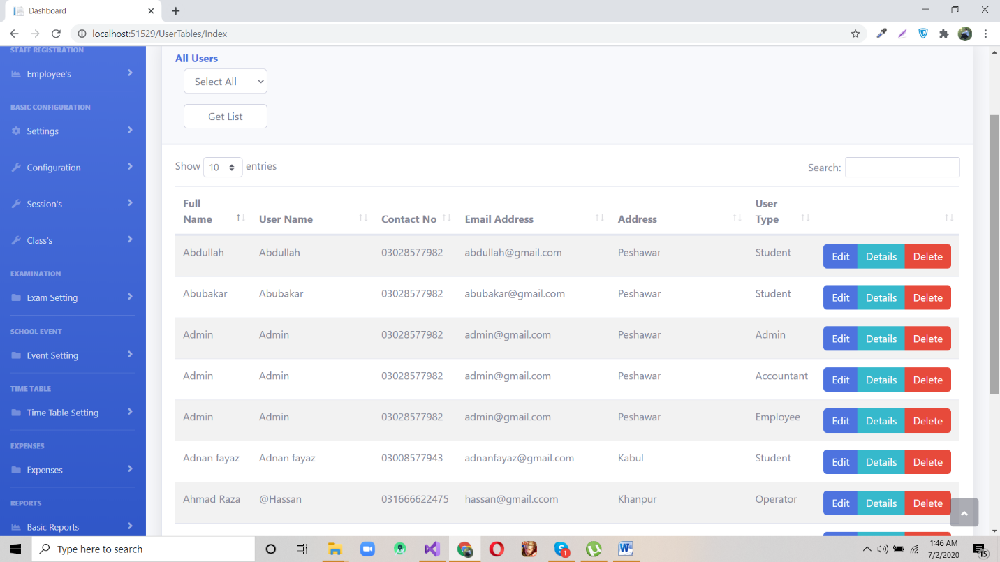 Dashboard
localhost:51529/UserTables/Index
STAFF REGISTRATION
Employee's
BASIC CONFIGURATION
Settings
Configuration
Session's
Class's
EXAMINATION
Exam Setting
SCHOOL EVENT
Event Setting
TIME TABLE
Time Table Setting
EXPENSES
Expenses
REPORTS
Basic Reports
All Users
Select All
Get List
Show 10 entries
Search:
Full Name User Name Contact No Email Address Address User Type
Abdullah Abdullah 03028577982 abdullah@gmail.com Peshawar Student Edit Details Delete
Abubakar Abubakar 03028577982 abubakar@gmail.com Peshawar Student Edit Details Delete
Admin Admin 03028577982 admin@gmail.com Peshawar Admin Edit Details Delete
Admin Admin 03028577982 admin@gmail.com Peshawar Accountant Edit Details Delete
Admin Admin 03028577982 admin@gmail.com Peshawar Employee Edit Details Delete
Adnan fayaz Adnan fayaz 03008577943 adnanfayaz@gmail.com Kabul Student Edit Details Delete
Ahmad Raza @Hassan 031666622475 hassan@gmail.ccom Khanpur Operator Edit Details Delete
Type here to search
1
1:46 AM
7/2/2020
15